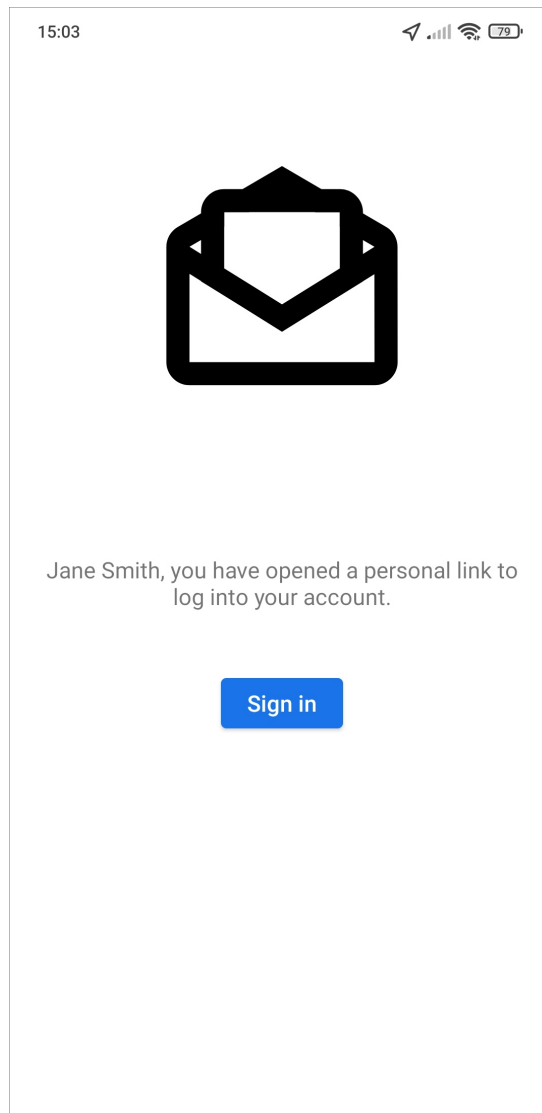 15:03
79
Jane Smith, you have opened a personal link to
log into your account.
Sign in